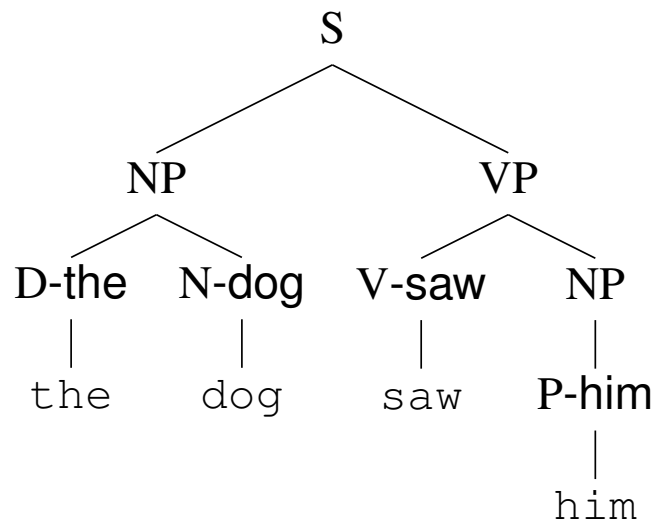 S
NP VP
D-the N-dog V-saw NP
the dog saw P-him
him